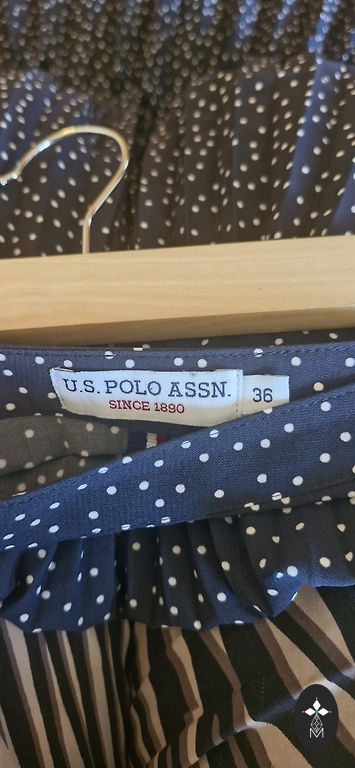 U.S. POLO ASSN.
SINCE 1890
36
M